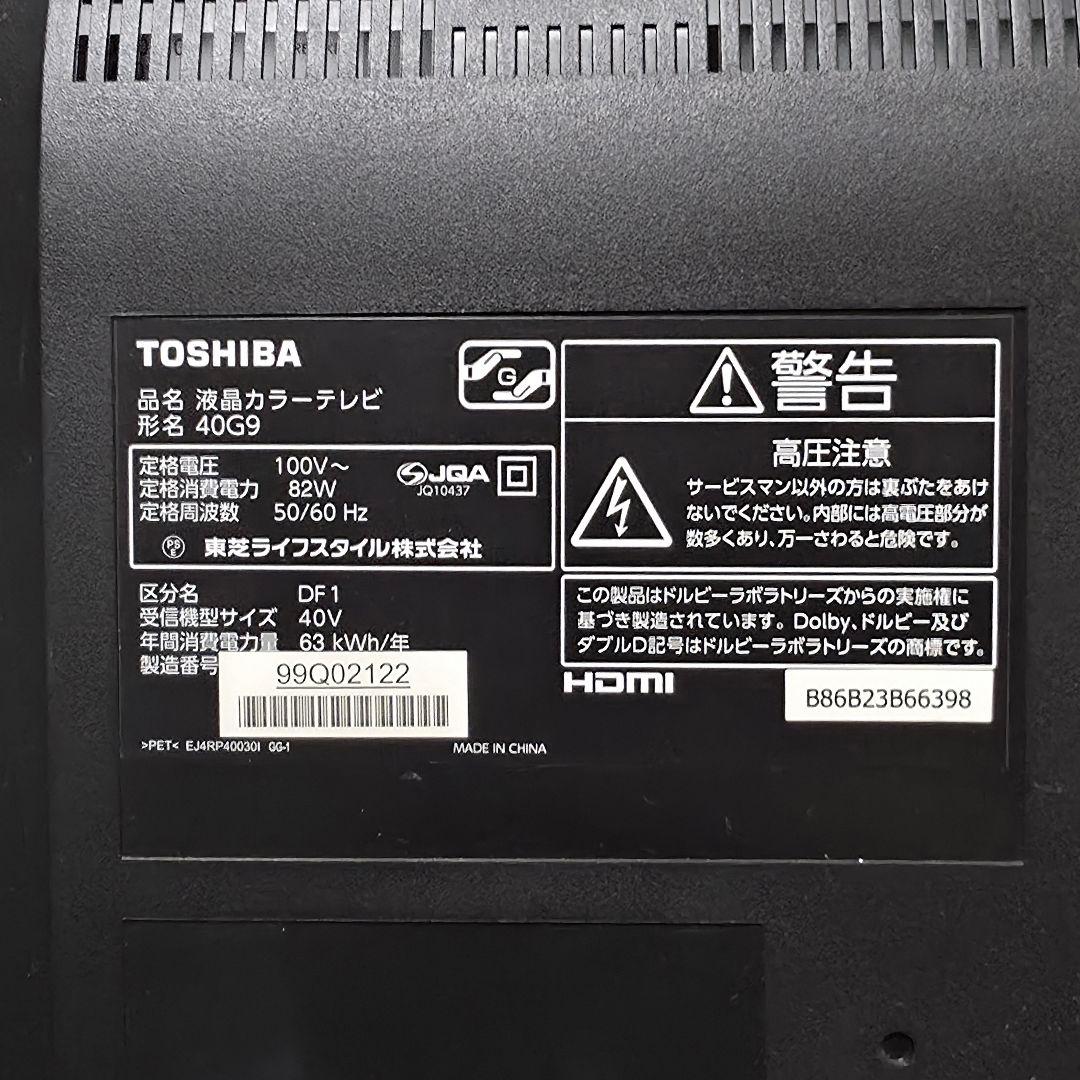 TOSHIBA
G
品名 液晶カラーテレビ
形名 40G9
定格電圧 100V～
定格消費電力 82W
定格周波数 50/60 Hz
JQA
JQ10437
PS
E
東芝ライフスタイル株式会社
区分名 DF1
受信機型サイズ 40V
年間消費電力量 63 kWh/年
製造番号
99Q02122
>PET< EJ4RP40030I GG-1
MADE IN CHINA
警告
高圧注意
サービスマン以外の方は裏ぶたをあけ
ないでください。内部には高電圧部分が
数多くあり、万一さわると危険です。
この製品はドルビーラボラトリーズからの実施権に
基づき製造されています。Dolby、ドルビー及び
ダブルD記号はドルビーラボラトリーズの商標です。
HDMI
B86B23B66398